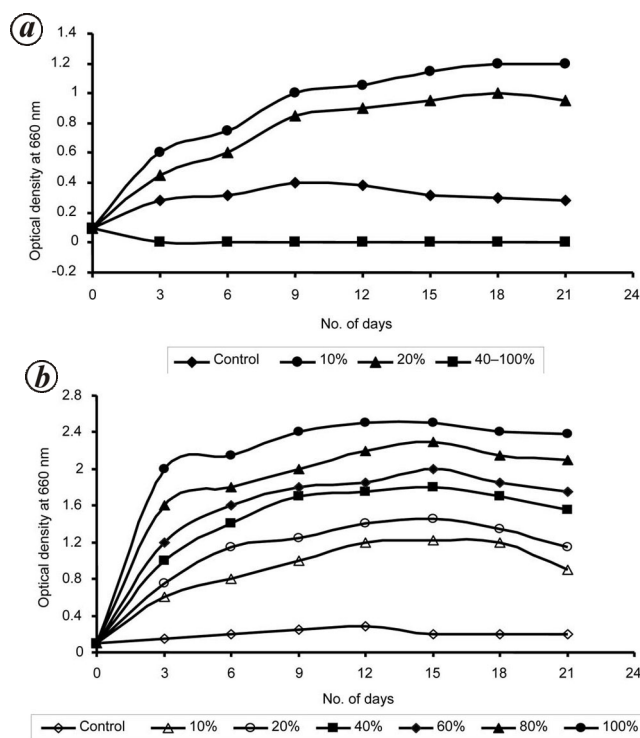 a
1.4
1.2
1.0
0.8
0.6
0.4
0.2
0
-0.2
Optical density at 660 nm
0 3 6 9 12 15 18 21 24
No. of days
Control 10% 20% 40–100%
b
2.8
2.4
2
1.6
1.2
0.8
0.4
0
Optical density at 660 nm
0 3 6 9 12 15 18 21 24
No. of days
Control 10% 20% 40% 60% 80% 100%